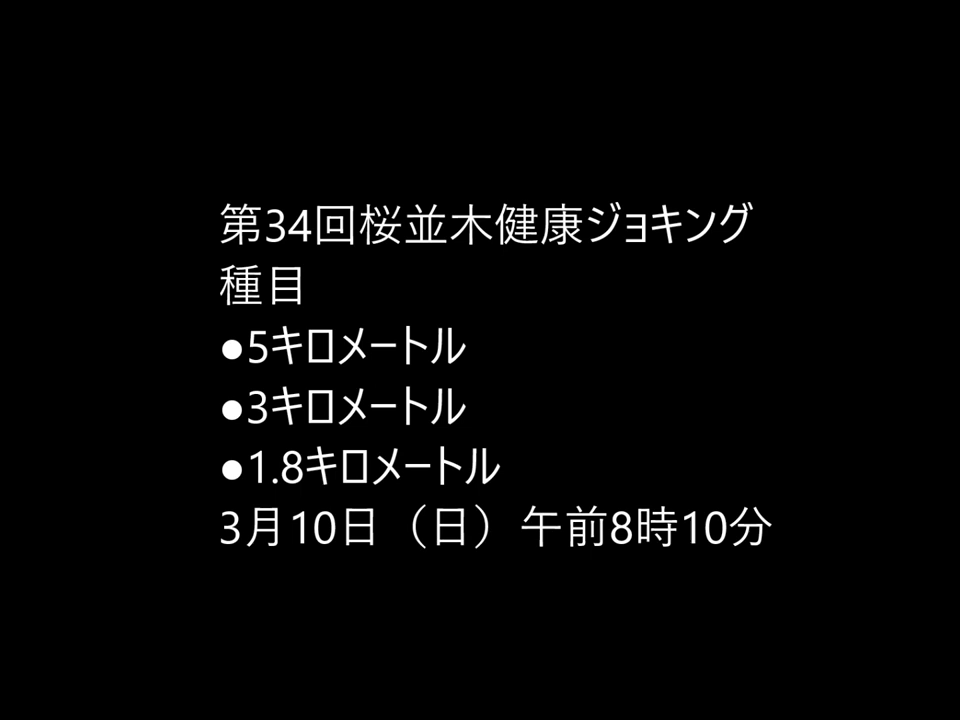 第34回桜並木健康ジョキング
種目
●5キロメートル
●3キロメートル
●1.8キロメートル
3月10日（日）午前8時10分